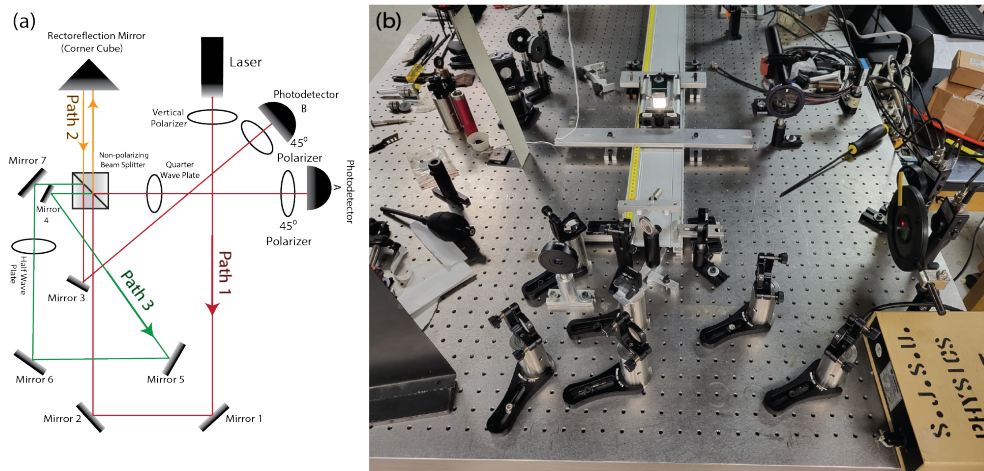 (a)
Rectoreflection Mirror
(Corner Cube)
Laser
Photodetector
B
Vertical
Polarizer
Path 2
45°
Polarizer
Non-polarizing
Beam Splitter
Quarter
Wave Plate
Mirror 7
Mirror
4
Photodetector
A
45°
Polarizer
Half Wave
Plate
Mirror 3
Path 3
Path 1
Mirror 6
Mirror 5
Mirror 2
Mirror 1
(b)
S.J.S.U.
PHYSICS